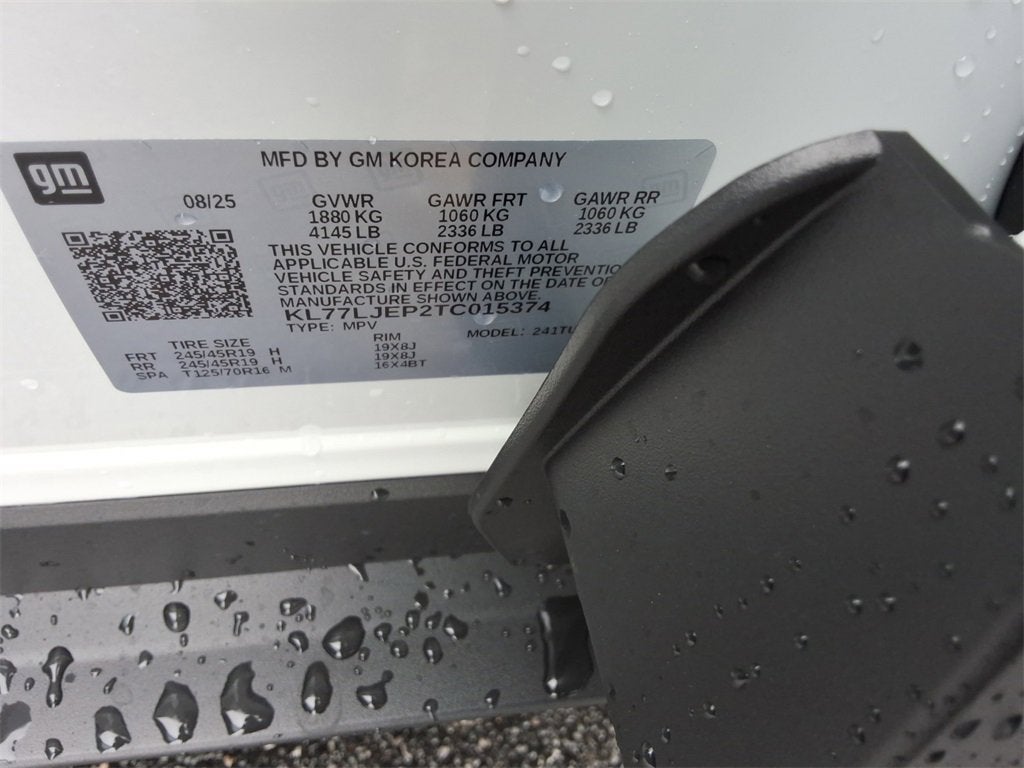 gm
MFD BY GM KOREA COMPANY
08/25 GVWR GAWR FRT GAWR RR
1880 KG 1060 KG 1060 KG
4145 LB 2336 LB 2336 LB
THIS VEHICLE CONFORMS TO ALL
APPLICABLE U.S. FEDERAL MOTOR
VEHICLE SAFETY AND THEFT
STANDARDS IN EFFECT ON THE DATE OF
MANUFACTURE SHOWN ABOVE.
KL77LJEP2TC015374
TYPE: MPV MODEL:
TIRE SIZE RIM
FRT 245/45R19 H 19X8J
RR 245/45R19 H 19X8J
SPA T125/70R16 M 16X4BT